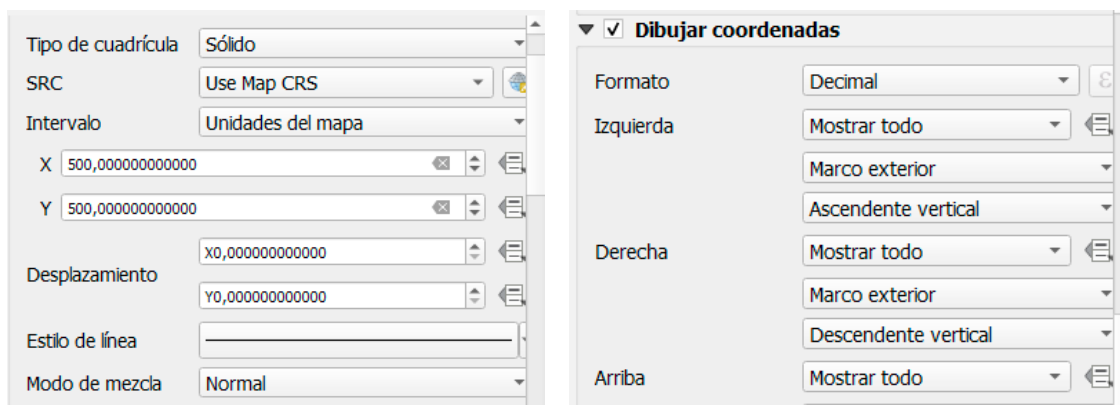 Tipo de cuadrícula Sólido
SRC Use Map CRS
Intervalo Unidades del mapa
X 500,000000000000
Y 500,000000000000
Desplazamiento
X0,000000000000
Y0,000000000000
Estilo de línea
Modo de mezcla Normal
Dibujar coordenadas
Formato Decimal ε
Izquierda Mostrar todo
Marco exterior
Ascendente vertical
Derecha Mostrar todo
Marco exterior
Descendente vertical
Arriba Mostrar todo